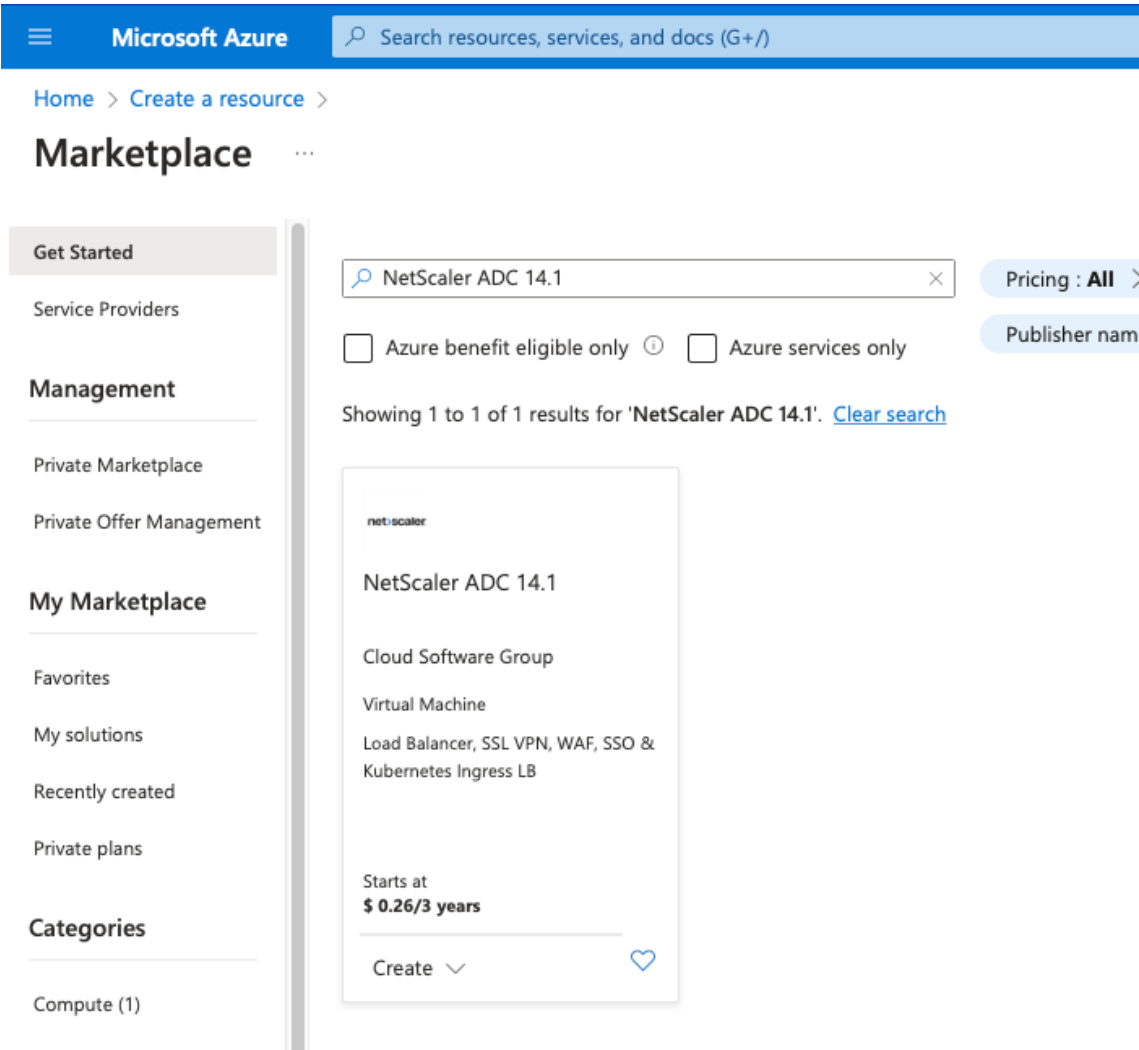 Microsoft Azure
Search resources, services, and docs (G+/)
Home > Create a resource >
Marketplace ...
Get Started
Service Providers
Management
Private Marketplace
Private Offer Management
My Marketplace
Favorites
My solutions
Recently created
Private plans
Categories
Compute (1)
NetScaler ADC 14.1
Pricing : All
Publisher nam
Azure benefit eligible only
Azure services only
Showing 1 to 1 of 1 results for 'NetScaler ADC 14.1'. Clear search
net>scaler
NetScaler ADC 14.1
Cloud Software Group
Virtual Machine
Load Balancer, SSL VPN, WAF, SSO &
Kubernetes Ingress LB
Starts at
$ 0.26/3 years
Create